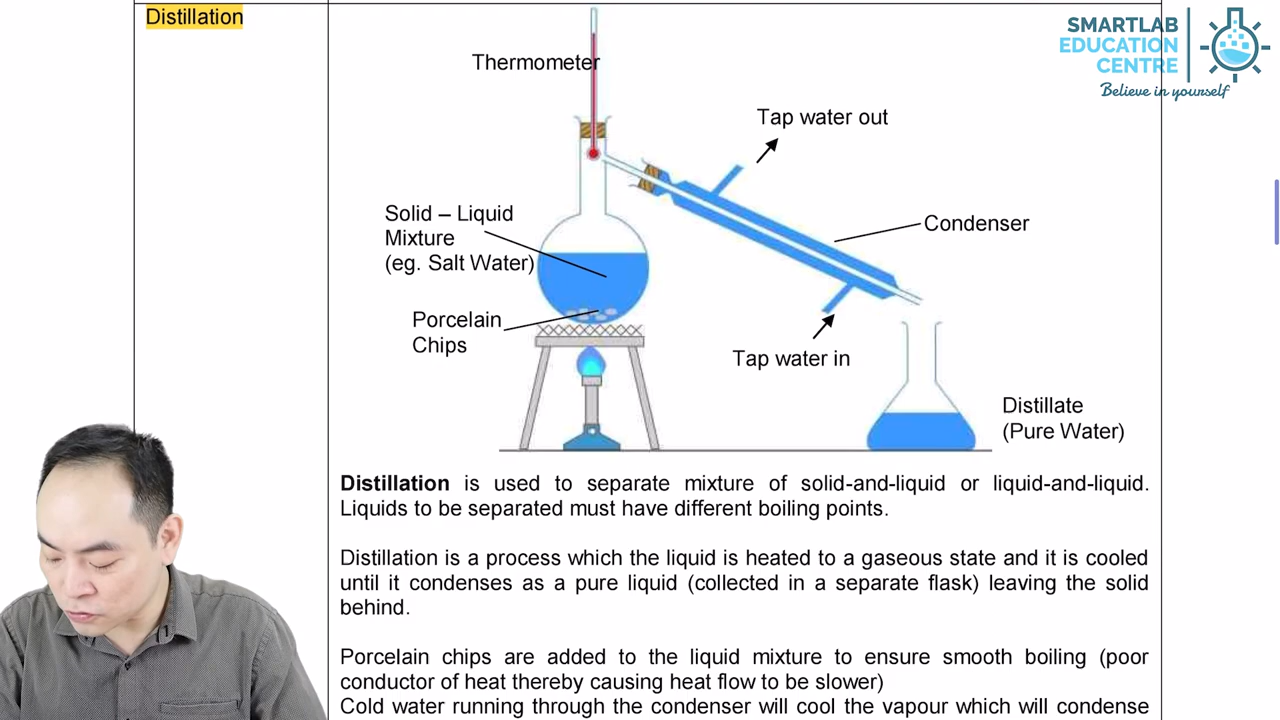 Distillation
SMARTLAB
EDUCATION
CENTRE
Believe in yourself
Thermometer
Tap water out
Solid – Liquid
Mixture
(eg. Salt Water)
Condenser
Porcelain
Chips
Tap water in
Distillate
(Pure Water)
Distillation is used to separate mixture of solid-and-liquid or liquid-and-liquid.
Liquids to be separated must have different boiling points.
Distillation is a process which the liquid is heated to a gaseous state and it is cooled
until it condenses as a pure liquid (collected in a separate flask) leaving the solid
behind.
Porcelain chips are added to the liquid mixture to ensure smooth boiling (poor
conductor of heat thereby causing heat flow to be slower)
Cold water running through the condenser will cool the vapour which will condense